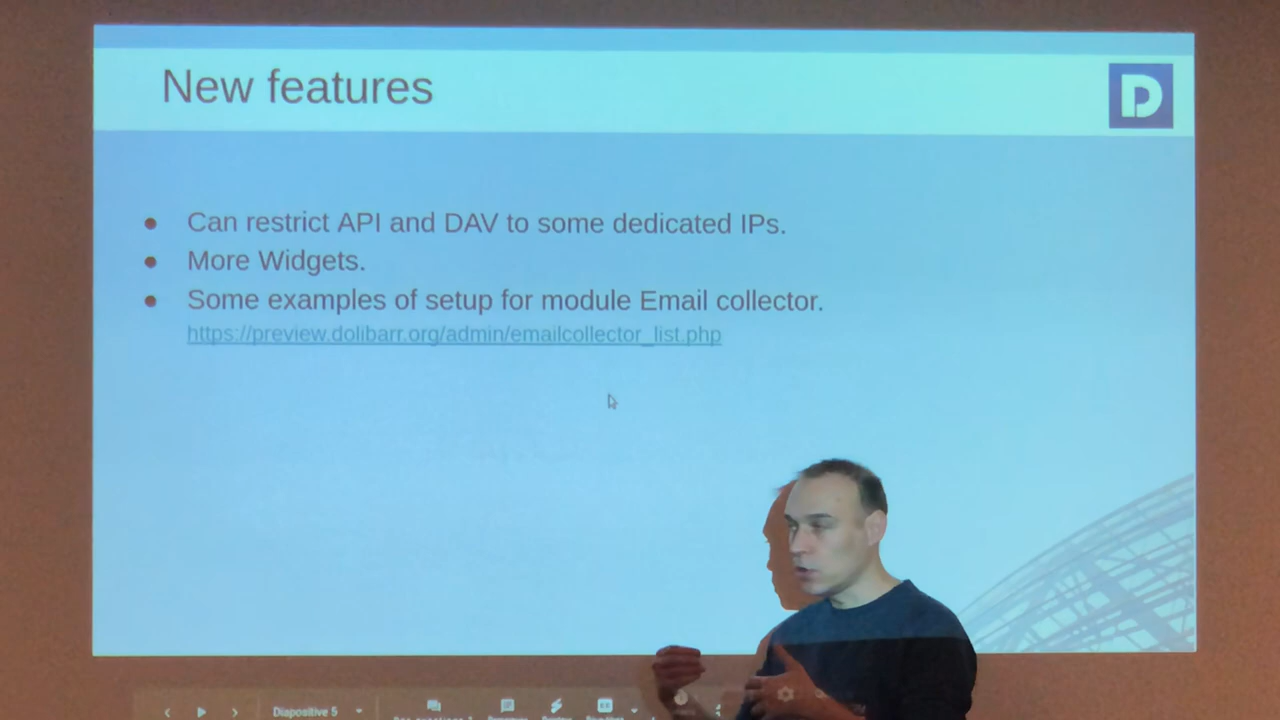 New features
D
● Can restrict API and DAV to some dedicated IPs.
● More Widgets.
● Some examples of setup for module Email collector.
https://preview.dolibarr.org/admin/emailcollector_list.php
Diapositive 5